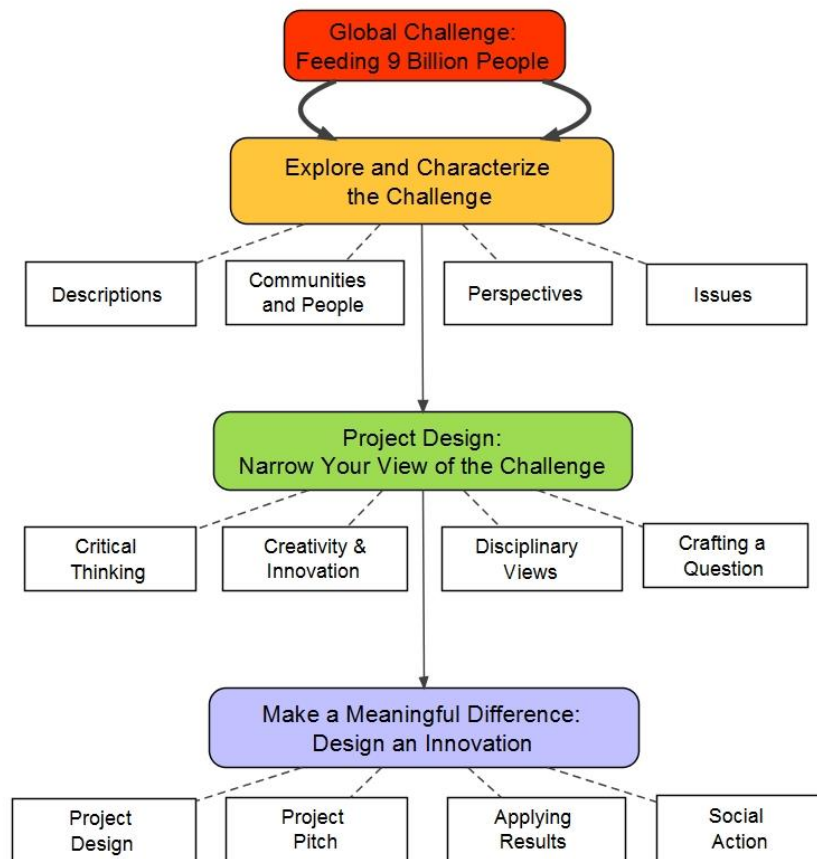 Global Challenge:
Feeding 9 Billion People
Explore and Characterize
the Challenge
Descriptions
Communities
and People
Perspectives
Issues
Project Design:
Narrow Your View of the Challenge
Critical
Thinking
Creativity &
Innovation
Disciplinary
Views
Crafting a
Question
Make a Meaningful Difference:
Design an Innovation
Project
Design
Project
Pitch
Applying
Results
Social
Action